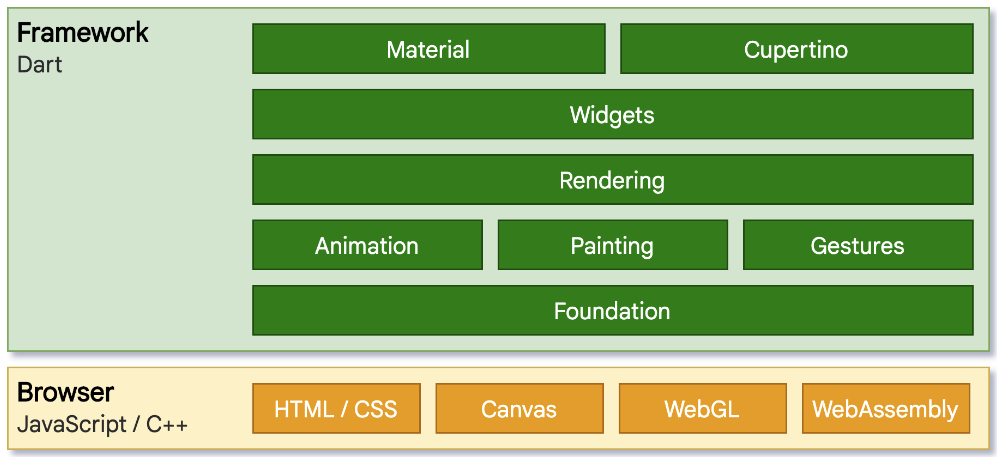 Framework
Dart
Material
Cupertino
Widgets
Rendering
Animation
Painting
Gestures
Foundation
Browser
JavaScript / C++
HTML / CSS
Canvas
WebGL
WebAssembly